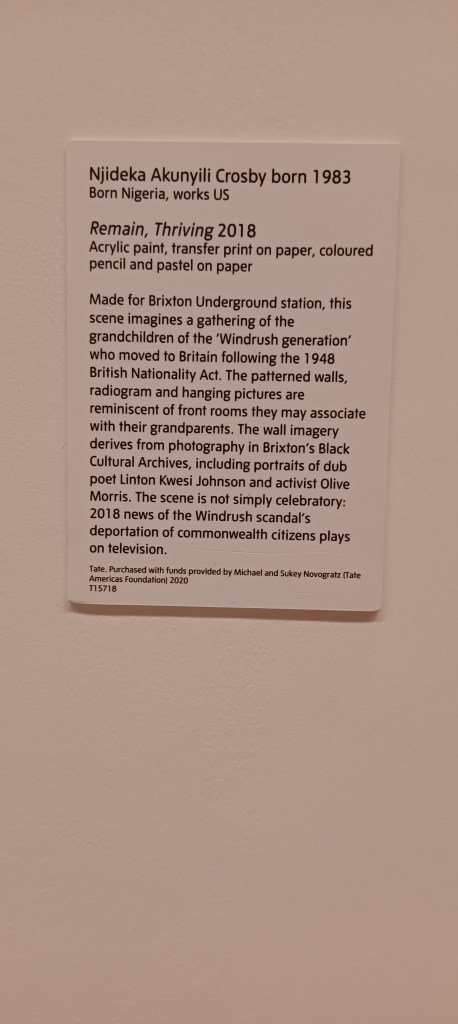 Njideka Akunyili Crosby born 1983
Born Nigeria, works US
Remain, Thriving 2018
Acrylic paint, transfer print on paper, coloured
pencil and pastel on paper
Made for Brixton Underground station, this
scene imagines a gathering of the
grandchildren of the ‘Windrush generation’
who moved to Britain following the 1948
British Nationality Act. The patterned walls,
radiogram and hanging pictures are
reminiscent of front rooms they may associate
with their grandparents. The wall imagery
derives from photography in Brixton’s Black
Cultural Archives, including portraits of dub
poet Linton Kwesi Johnson and activist Olive
Morris. The scene is not simply celebratory:
2018 news of the Windrush scandal’s
deportation of commonwealth citizens plays
on television.
Tate. Purchased with funds provided by Michael and Sukey Novogratz (Tate
Americas Foundation) 2020
T15718